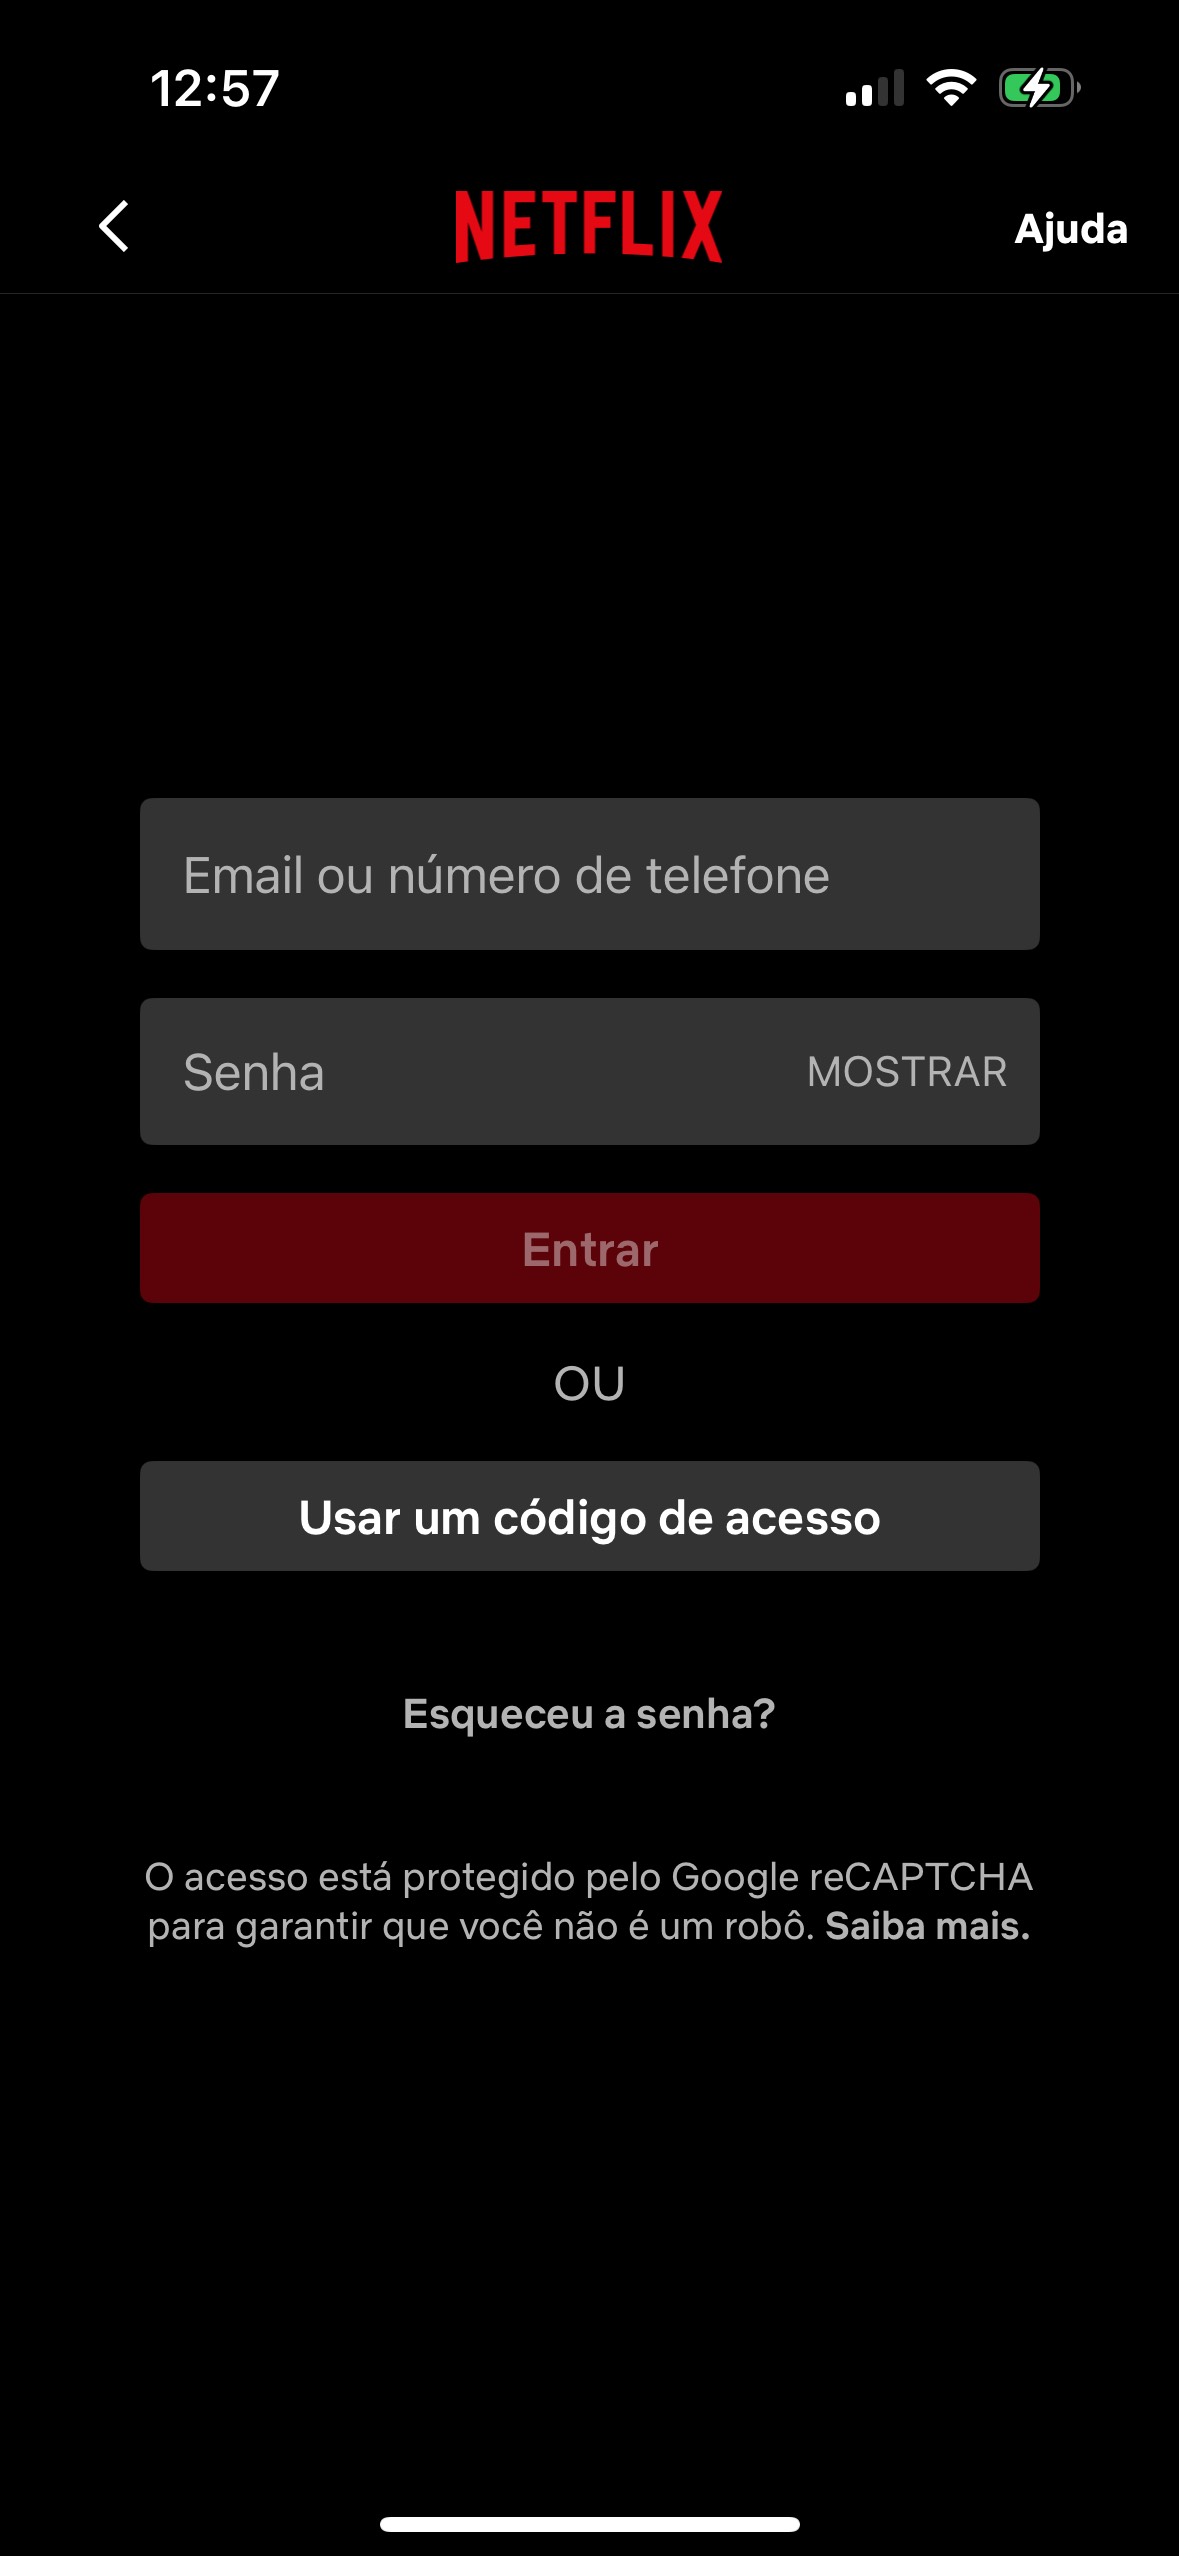 12:57
NETFLIX
Ajuda
Email ou número de telefone
Senha
MOSTRAR
Entrar
OU
Usar um código de acesso
Esqueceu a senha?
O acesso está protegido pelo Google reCAPTCHA
para garantir que você não é um robô. Saiba mais.